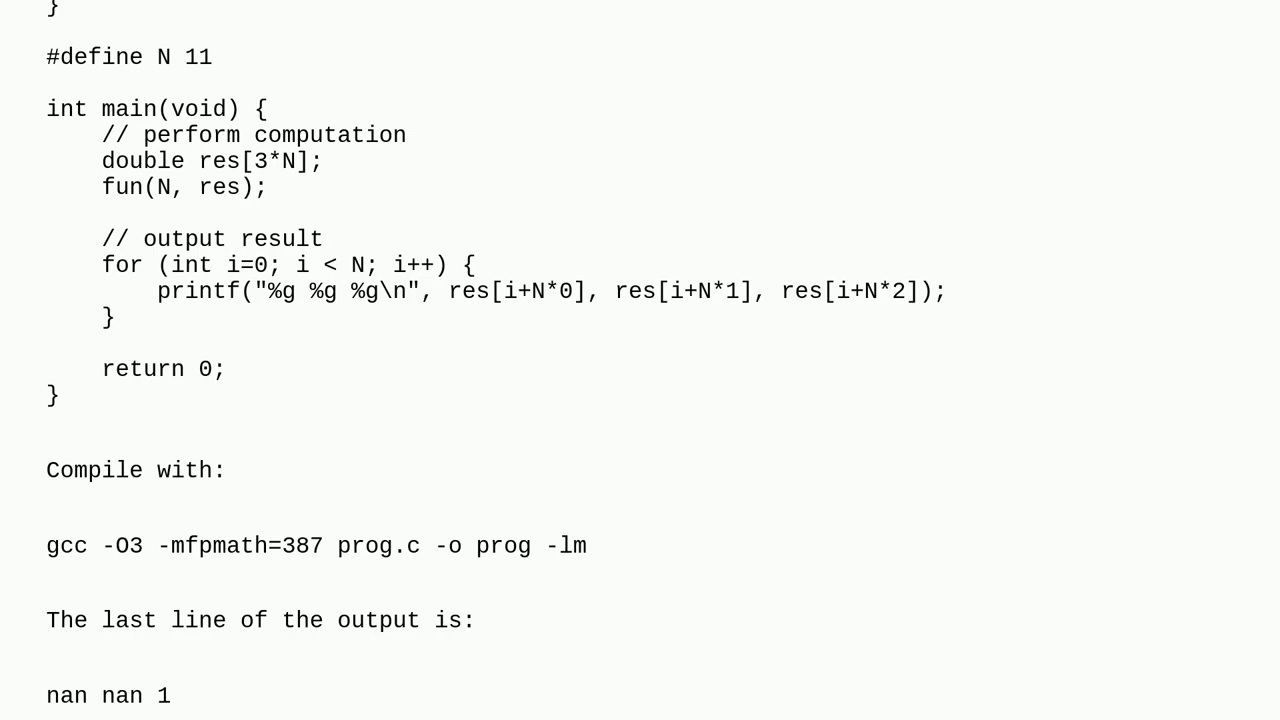 }
#define N 11
int main(void) {
    // perform computation
    double res[3*N];
    fun(N, res);
    // output result
    for (int i=0; i < N; i++) {
        printf("%g %g %g\n", res[i+N*0], res[i+N*1], res[i+N*2]);
    }
    return 0;
}
Compile with:
gcc -O3 -mfpmath=387 prog.c -o prog -lm
The last line of the output is:
nan nan 1